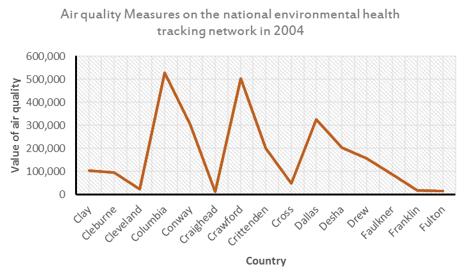 Air quality Measures on the national environmental health
tracking network in 2004
Value of air quality
600,000
500,000
400,000
300,000
200,000
100,000
0
Clay
Cleburne
Cleveland
Columbia
Conway
Craighead
Crawford
Crittenden
Cross
Dallas
Desha
Drew
Faulkner
Franklin
Fulton
Country